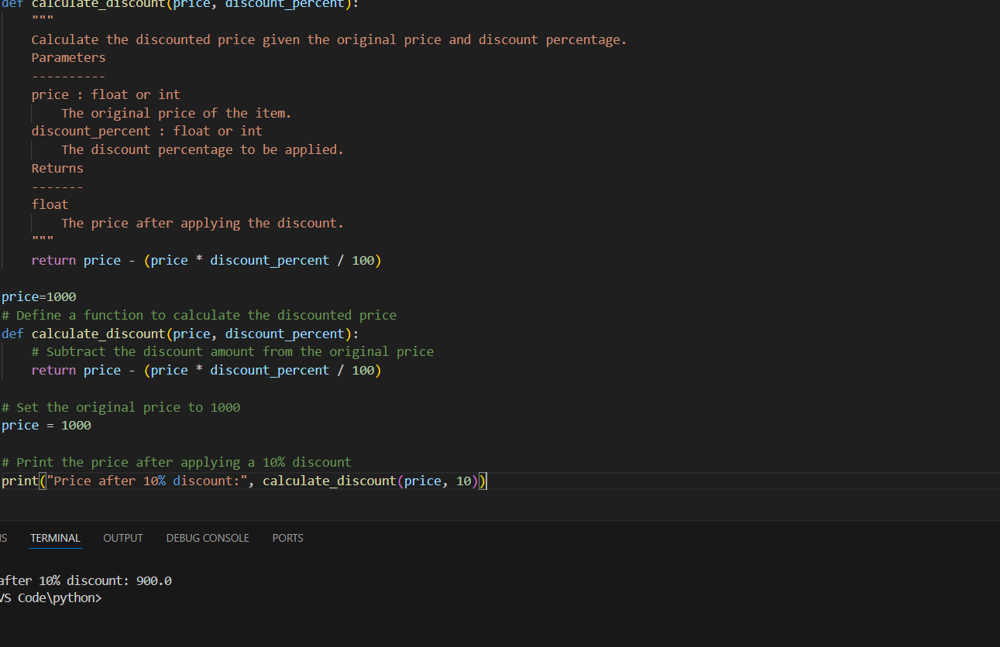 def calculate_discount(price, discount_percent):
    """
    Calculate the discounted price given the original price and discount percentage.
    Parameters
    ----------
    price : float or int
        The original price of the item.
    discount_percent : float or int
        The discount percentage to be applied.
    Returns
    -------
    float
        The price after applying the discount.
    """
    return price - (price * discount_percent / 100)
price=1000
# Define a function to calculate the discounted price
def calculate_discount(price, discount_percent):
    # Subtract the discount amount from the original price
    return price - (price * discount_percent / 100)
# Set the original price to 1000
price = 1000
# Print the price after applying a 10% discount
print("Price after 10% discount:", calculate_discount(price, 10))
TERMINAL OUTPUT DEBUG CONSOLE PORTS
after 10% discount: 900.0
VS Code\python>